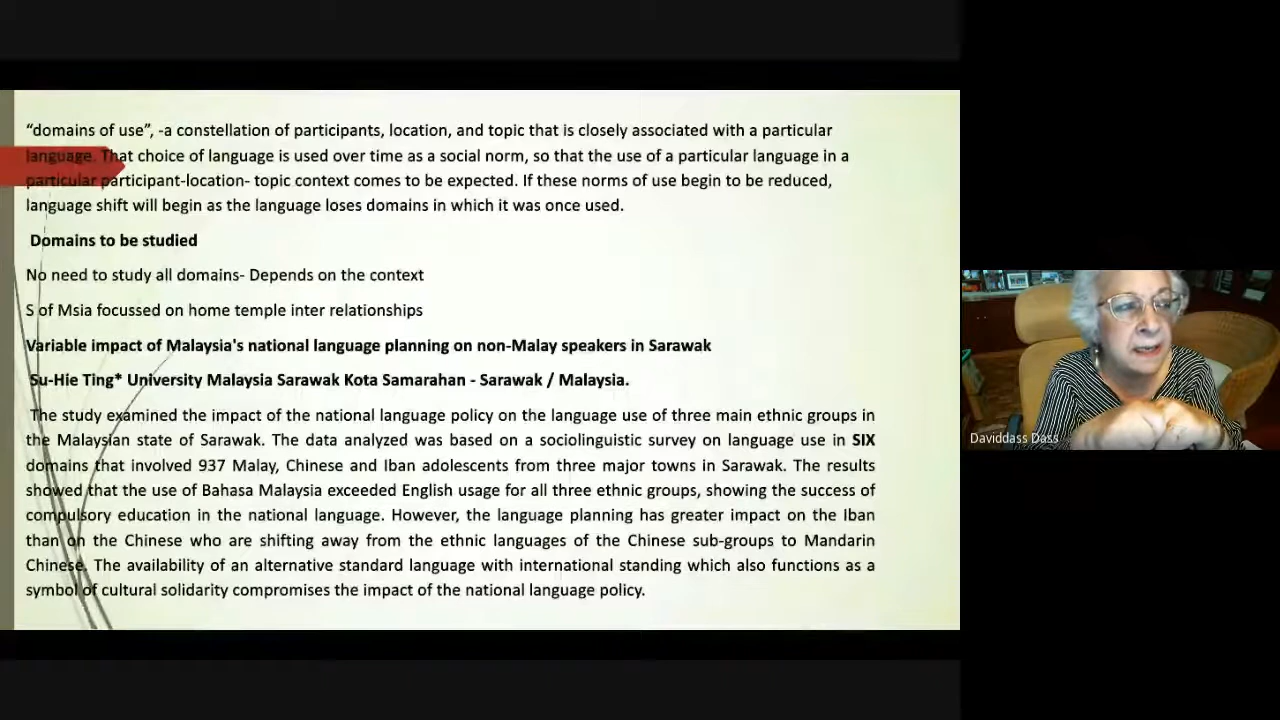 “domains of use”, -a constellation of participants, location, and topic that is closely associated with a particular
language. That choice of language is used over time as a social norm, so that the use of a particular language in a
particular participant-location- topic context comes to be expected. If these norms of use begin to be reduced,
language shift will begin as the language loses domains in which it was once used.
Domains to be studied
No need to study all domains- Depends on the context
S of Msia focussed on home temple inter relationships
Variable impact of Malaysia's national language planning on non-Malay speakers in Sarawak
Su-Hie Ting* University Malaysia Sarawak Kota Samarahan - Sarawak / Malaysia.
The study examined the impact of the national language policy on the language use of three main ethnic groups in
the Malaysian state of Sarawak. The data analyzed was based on a sociolinguistic survey on language use in SIX
domains that involved 937 Malay, Chinese and Iban adolescents from three major towns in Sarawak. The results
showed that the use of Bahasa Malaysia exceeded English usage for all three ethnic groups, showing the success of
compulsory education in the national language. However, the language planning has greater impact on the Iban
than on the Chinese who are shifting away from the ethnic languages of the Chinese sub-groups to Mandarin
Chinese. The availability of an alternative standard language with international standing which also functions as a
symbol of cultural solidarity compromises the impact of the national language policy.
Daviddass Dass